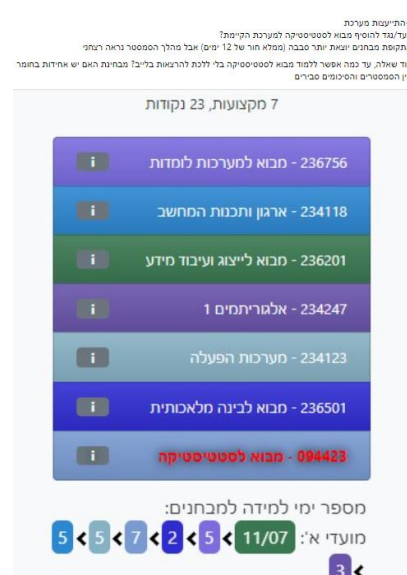 התייעצות מערכת-
עד/נגד להוסיף מבוא לסטטיסטיקה למערכת הקיימת?
תקופת מבחנים יוצאת יותר סבבה (ממלא חור של 12 ימים) אבל מהלך הסמסטר נראה רצחני
וד שאלה, עד כמה אפשר ללמוד מבוא לסטטיסטיקה בלי ללכת להרצאות בלייב? מבחינת האם יש אחידות בחומר
ין הסמסטרים והסיכומים סבירים
7 מקצועות, 23 נקודות
236756 - מבוא למערכות לומדות
234118 - ארגון ותכנות המחשב
236201 - מבוא לייצוג ועיבוד מידע
234247 - אלגוריתמים 1
234123 - מערכות הפעלה
236501 - מבוא לבינה מלאכותית
094423 - מבוא לסטטיסטיקה
מספר ימי למידה למבחנים:
מועדי א': 11/07 > 5 > 2 > 7 > 5 > 5
> 3